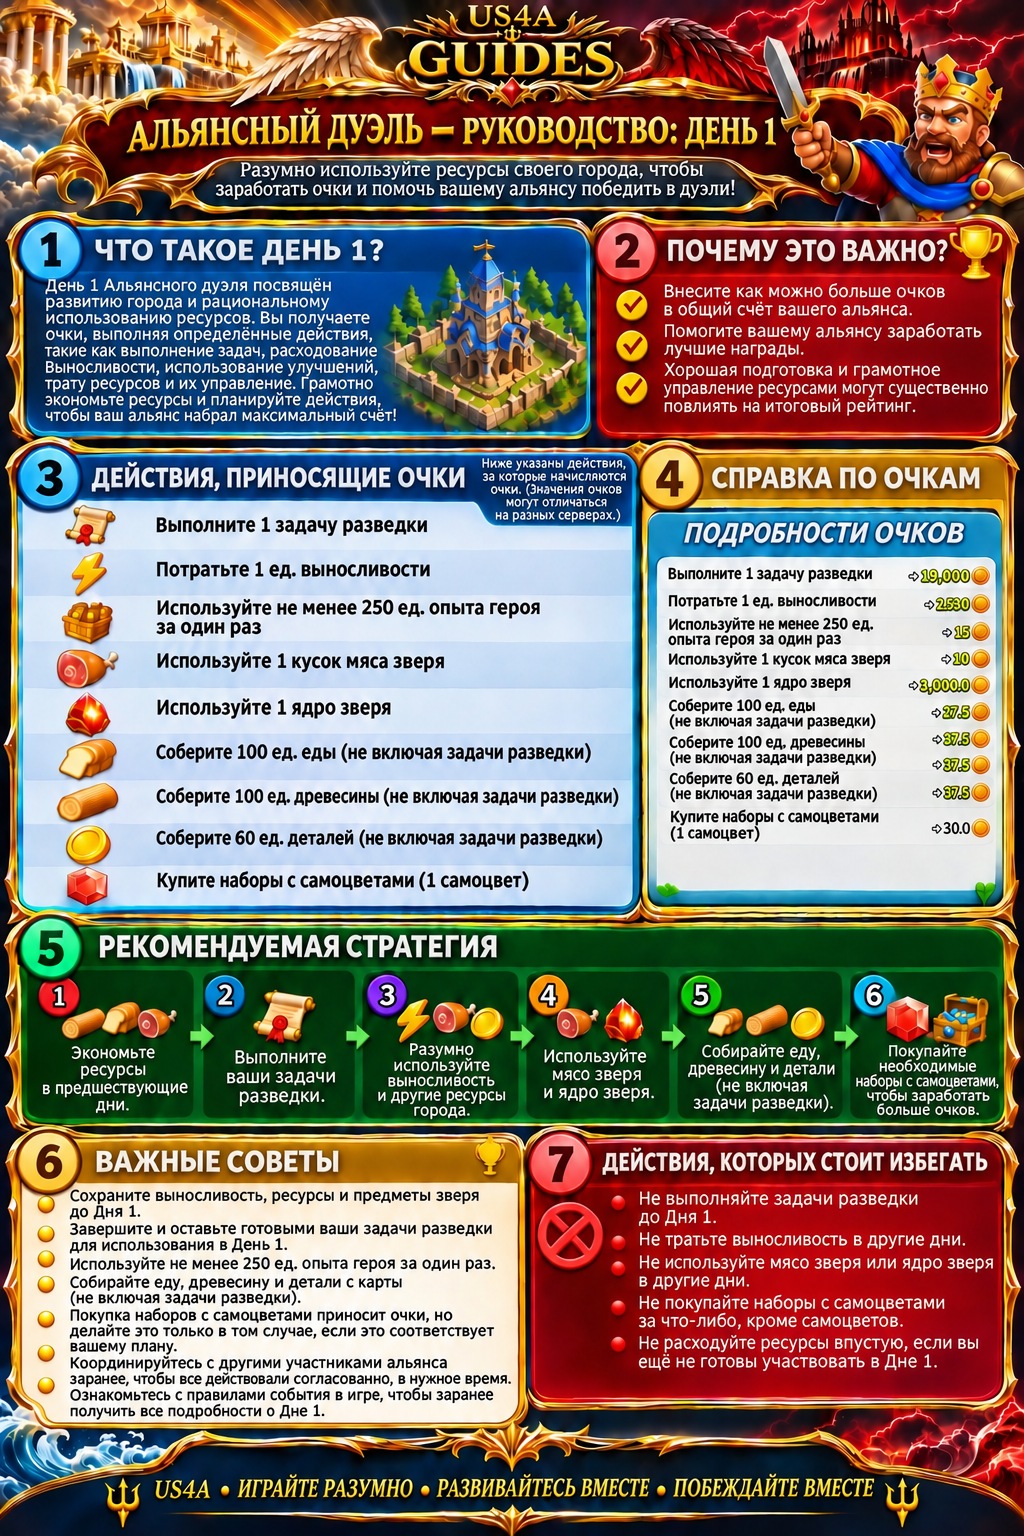 US4A
GUIDES
АЛЬЯНСНЫЙ ДУЭЛЬ – РУКОВОДСТВО: ДЕНЬ 1
Разумно используйте ресурсы своего города, чтобы
заработать очки и помочь вашему альянсу победить в дуэли!
1 ЧТО ТАКОЕ ДЕНЬ 1?
День 1 Альянсного дуэля посвящён
развитию города и рациональному
использованию ресурсов. Вы получаете
очки, выполняя определённые действия,
такие как выполнение задач, расходование
Выносливости, использование улучшений,
трату ресурсов и их управление. Грамотно
экономьте ресурсы и планируйте действия,
чтобы ваш альянс набрал максимальный счёт!
2 ПОЧЕМУ ЭТО ВАЖНО?
Внесите как можно больше очков
в общий счёт вашего альянса.
Помогите вашему альянсу заработать
лучшие награды.
Хорошая подготовка и грамотное
управление ресурсами могут существенно
повлиять на итоговый рейтинг.
3 ДЕЙСТВИЯ, ПРИНОСЯЩИЕ ОЧКИ
Ниже указаны действия,
за которые начисляются
очки. (Значения очков
могут отличаться
на разных серверах.)
Выполните 1 задачу разведки
Потратьте 1 ед. выносливости
Используйте не менее 250 ед. опыта героя
за один раз
Используйте 1 кусок мяса зверя
Используйте 1 ядро зверя
Соберите 100 ед. еды (не включая задачи разведки)
Соберите 100 ед. древесины (не включая задачи разведки)
Соберите 60 ед. деталей (не включая задачи разведки)
Купите наборы с самоцветами (1 самоцвет)
4 СПРАВКА ПО ОЧКАМ
ПОДРОБНОСТИ ОЧКОВ
Выполните 1 задачу разведки ➪19,000
Потратьте 1 ед. выносливости ➪2.530
Используйте не менее 250 ед.
опыта героя за один раз ➪15
Используйте 1 кусок мяса зверя ➪10
Используйте 1 ядро зверя ➪3,000.0
Соберите 100 ед. еды
(не включая задачи разведки) ➪27.5
Соберите 100 ед. древесины ➪37.5
(не включая задачи разведки) ➪37.5
Соберите 60 ед. деталей
(не включая задачи разведки) ➪37.5
Купите наборы с самоцветами
(1 самоцвет) ➪30.0
5 РЕКОМЕНДУЕМАЯ СТРАТЕГИЯ
1
Экономьте
ресурсы
в предшествующие
дни.
2
Выполните
ваши задачи
разведки.
3
Разумно
используйте
выносливость
и другие ресурсы
города.
4
Используйте
мясо зверя
и ядро зверя.
5
Собирайте еду,
древесину и детали
(не включая
задачи разведки).
6
Покупайте
необходимые
наборы с самоцветами,
чтобы заработать
больше очков.
6 ВАЖНЫЕ СОВЕТЫ
Сохраните выносливость, ресурсы и предметы зверя
до Дня 1.
Завершите и оставьте готовыми ваши задачи разведки
для использования в День 1.
Используйте не менее 250 ед. опыта героя за один раз.
Собирайте еду, древесину и детали с карты
(не включая задачи разведки).
Покупка наборов с самоцветами приносит очки, но
делайте это только в том случае, если это соответствует
вашему плану.
Координируйтесь с другими участниками альянса
заранее, чтобы все действовали согласованно, в нужное время.
Ознакомьтесь с правилами события в игре, чтобы заранее
получить все подробности о Дне 1.
7 ДЕЙСТВИЯ, КОТОРЫХ СТОИТ ИЗБЕГАТЬ
Не выполняйте задачи разведки
до Дня 1.
Не тратьте выносливость в другие дни.
Не используйте мясо зверя или ядро зверя
в другие дни.
Не покупайте наборы с самоцветами
за что-либо, кроме самоцветов.
Не расходуйте ресурсы впустую, если вы
ещё не готовы участвовать в Дне 1.
US4A • ИГРАЙТЕ РАЗУМНО • РАЗВИВАЙТЕСЬ ВМЕСТЕ • ПОБЕЖДАЙТЕ ВМЕСТЕ